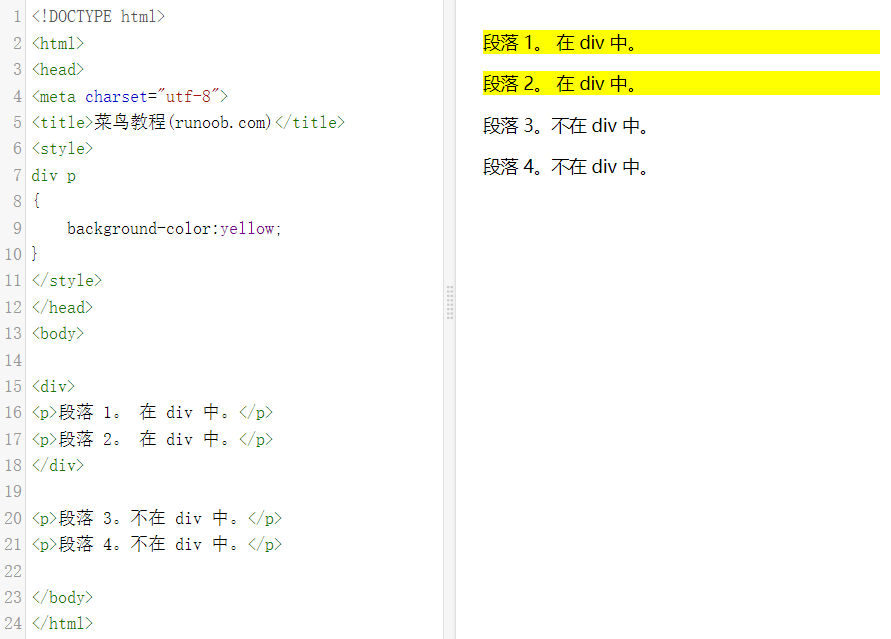 1 <!DOCTYPE html>
2 <html>
3 <head>
4 <meta charset="utf-8">
5 <title>菜鸟教程(runoob.com)</title>
6 <style>
7 div p
8 {
9     background-color:yellow;
10 }
11 </style>
12 </head>
13 <body>
14
15 <div>
16 <p>段落 1。 在 div 中。</p>
17 <p>段落 2。 在 div 中。</p>
18 </div>
19
20 <p>段落 3。不在 div 中。</p>
21 <p>段落 4。不在 div 中。</p>
22
23 </body>
24 </html>
段落 1。 在 div 中。
段落 2。 在 div 中。
段落 3。不在 div 中。
段落 4。不在 div 中。